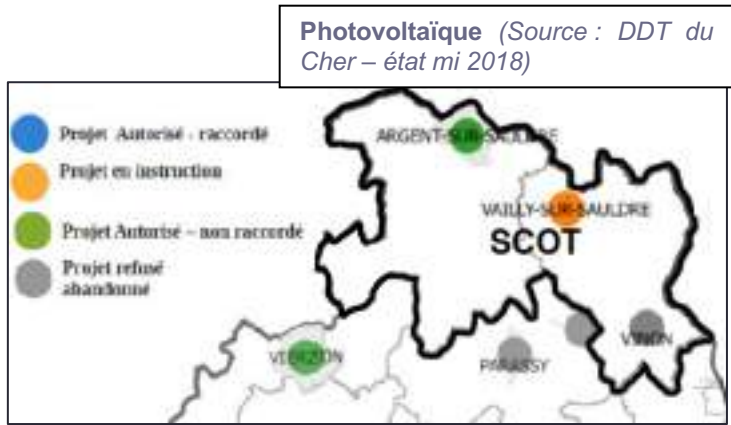 Photovoltaïque (Source : DDT du
Cher – état mi 2018)
Projet Autorisé - raccordé
Projet en instruction
Projet Autorisé – non raccordé
Projet refusé
abandonné
ARGENT-SUR-SAULDRE
VAILLY-SUR-SAULDRE
SCOT
VIERZON
PARASSY
VINON